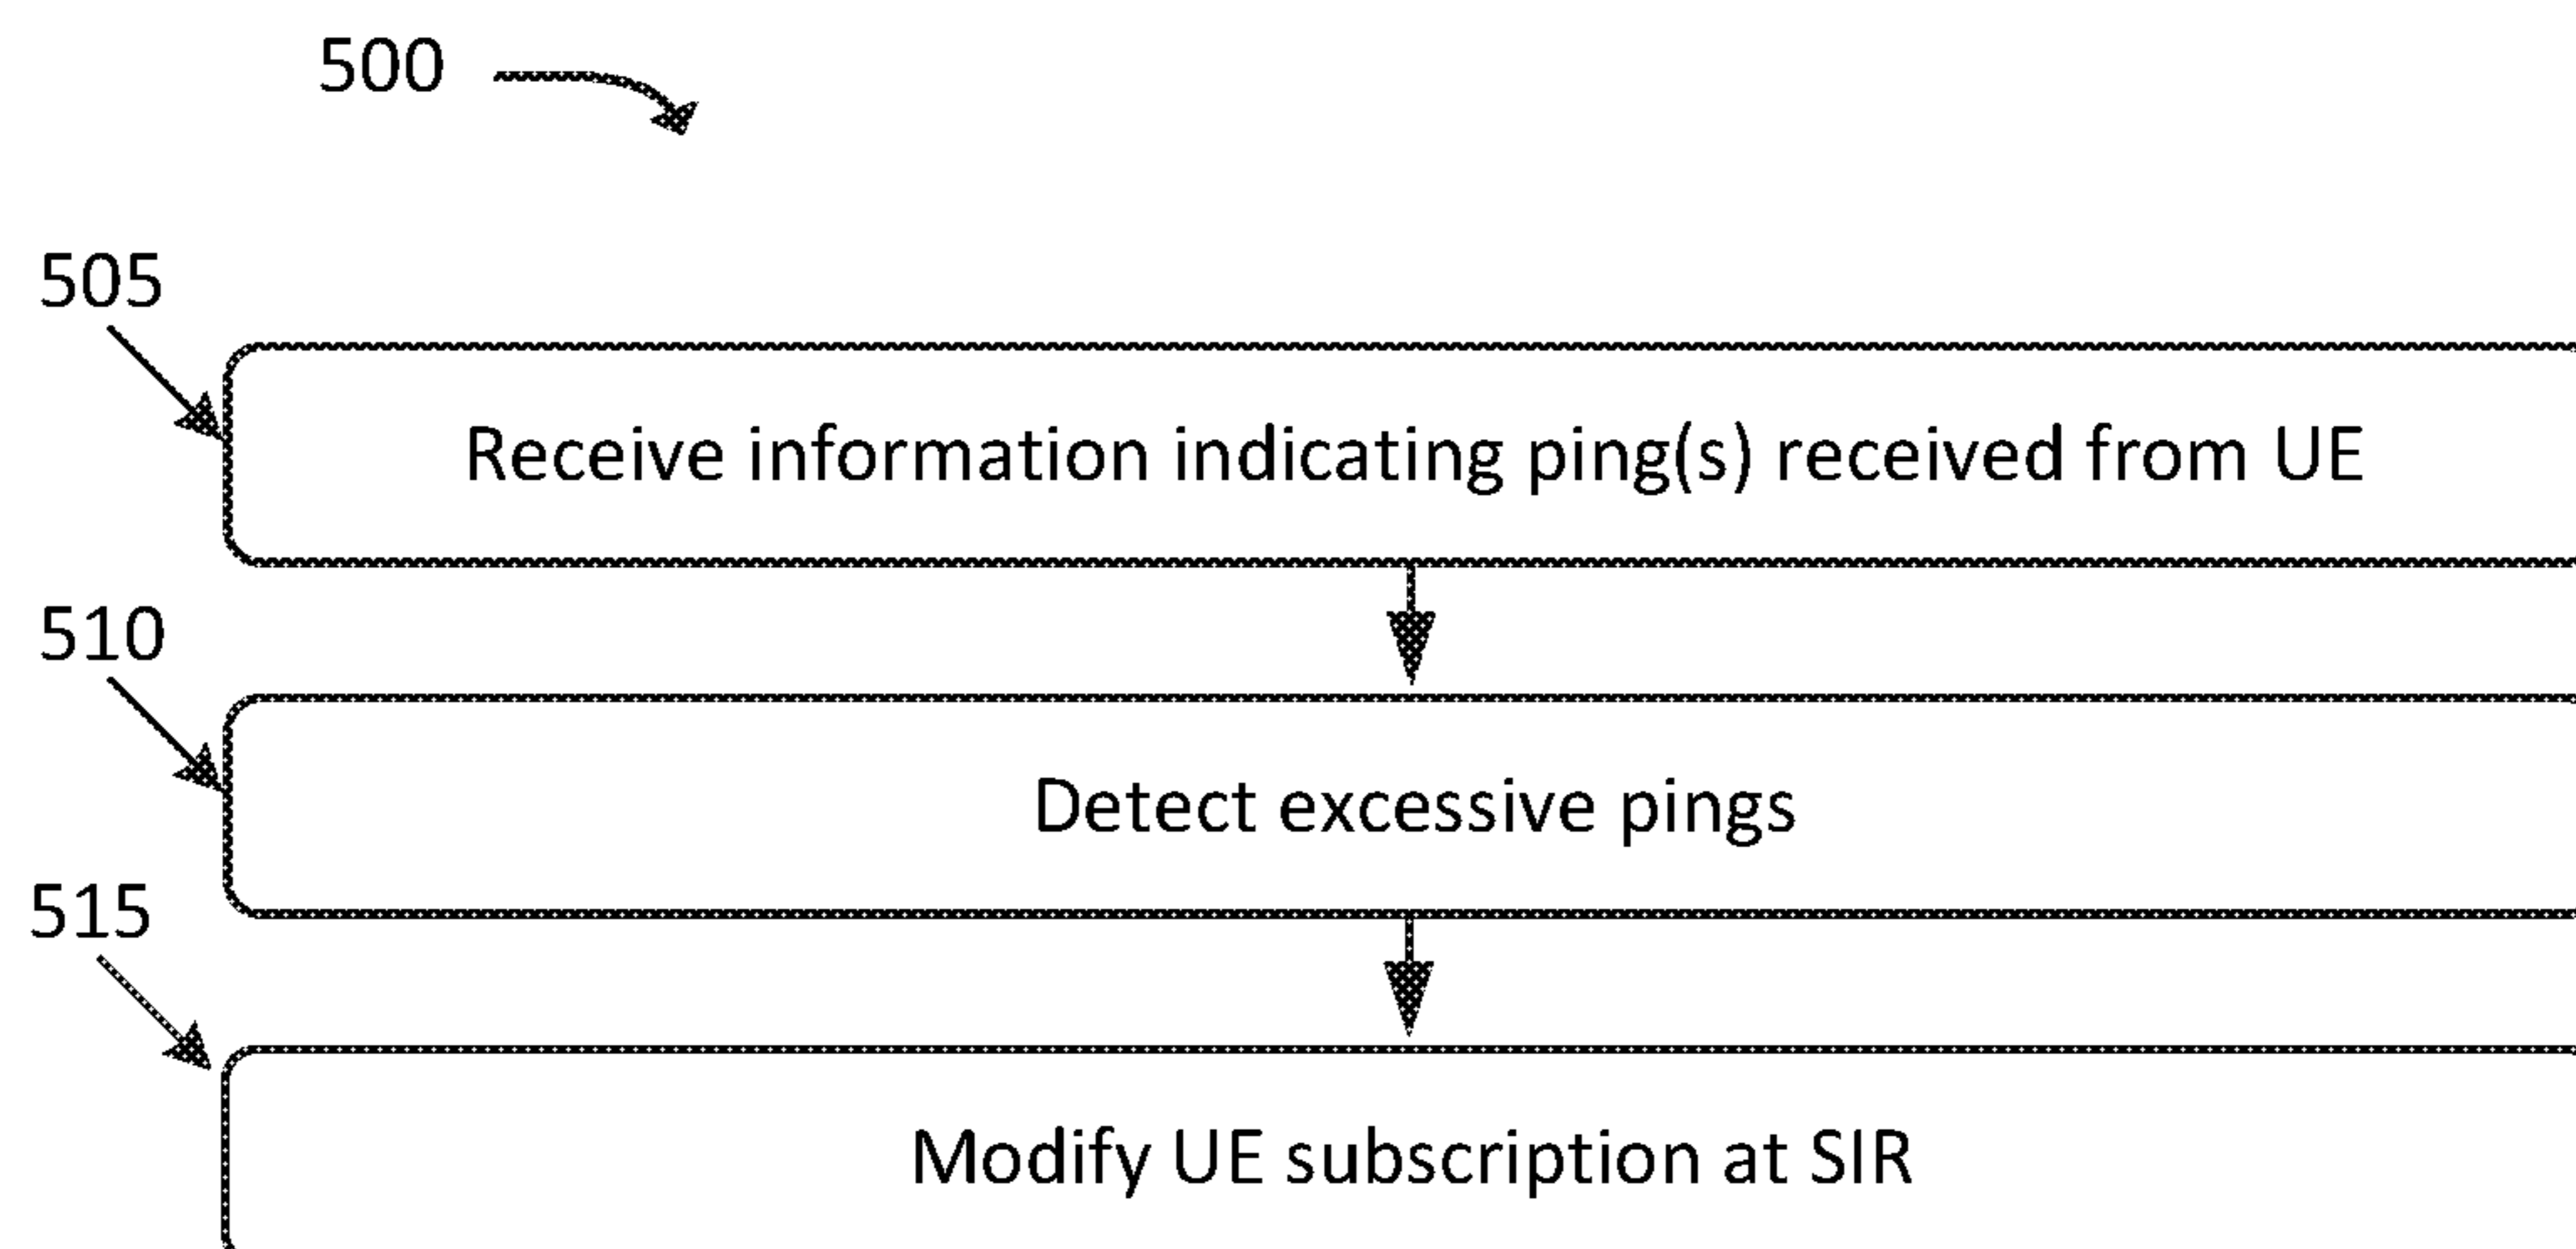 500
505
Receive information indicating ping(s) received from UE
510
Detect excessive pings
515
Modify UE subscription at SIR